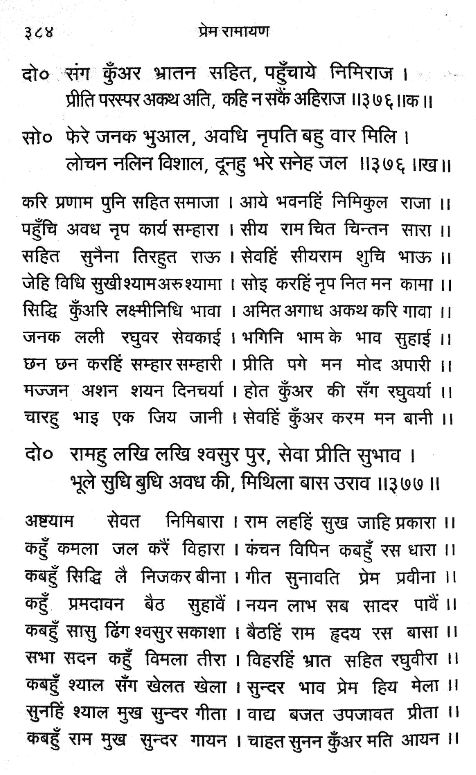 ३८४ प्रेम रामायण
दो० संग कुँअर भ्रातन सहित, पहुँचाये निमिराज ।
प्रीति परस्पर अकथ अति, कहि न सकैं अहिराज ।।३७६।।क।।
सो० फेरे जनक भुआल, अवधि नृपति बहु वार मिलि ।
लोचन नलिन विशाल, दूनहु भरे सनेह जल ।।३७६।।ख।।
करि प्रणाम पुनि सहित समाजा । आये भवनहिं निमिकुल राजा ।।
पहुँचि अवध नृप कार्य सम्हारा । सीय राम चित चिन्तन सारा ।।
सहित सुनैना तिरहुत राऊ । सेवहिं सीयराम शुचि भाऊ ।।
जेहि विधि सुखी श्याम अरु श्यामा । सोइ करहिं नृप नित मन कामा ।।
सिद्धि कुँअरि लक्ष्मीनिधि भावा । अमित अगाध अकथ करि गावा ।।
जनक लली रघुवर सेवकाई । भगिनि भाम के भाव सुहाई ।।
छन छन करहिं सम्हार सम्हारी । प्रीति पगे मन मोद अपारी ।।
मज्जन अशन शयन दिनचर्या । होत कुँअर की सँग रघुवर्या ।।
चारहु भाइ एक जिय जानी । सेवहिं कुँअर करम मन बानी ।।
दो० रामहु लखि लखि श्वसुर पुर, सेवा प्रीति सुभाव ।
भूले सुधि बुधि अवध की, मिथिला बास उराव ।।३७७।।
अष्टयाम सेवत निमिबारा । राम लहहिं सुख जाहि प्रकारा ।।
कहुँ कमला जल करैं विहारा । कंचन विपिन कबहुँ रस धारा ।।
कबहुँ सिद्धि लै निजकर बीना । गीत सुनावति प्रेम प्रवीना ।।
कहुँ प्रमदावन बैठ सुहावैं । नयन लाभ सब सादर पावैं ।।
कबहुँ सासु ढिंग श्वसुर सकाशा । बैठहिं राम हृदय रस बासा ।।
सभा सदन कहुँ विमला तीरा । विहरहिं भ्रात सहित रघुवीरा ।।
कबहुँ श्याल सँग खेलत खेला । सुन्दर भाव प्रेम हिय मेला ।।
सुनहिं श्याल मुख सुन्दर गीता । वाद्य बजत उपजावत प्रीता ।।
कबहुँ राम मुख सुन्दर गायन । चाहत सुनन कुँअर मति आयन ।।